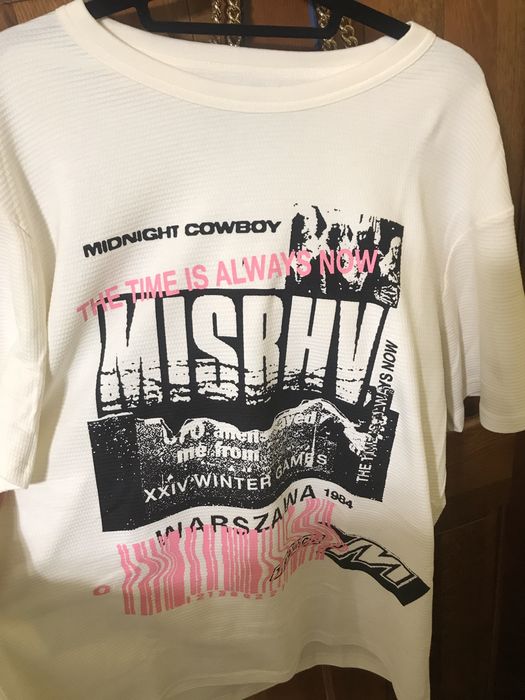 MIDNIGHT COWBOY
THE TIME IS ALWAYS NOW
MISBHV
THE TIME IS ALWAYS NOW
me from
XXIV WINTER GAMES
WARSZAWA 1984
0